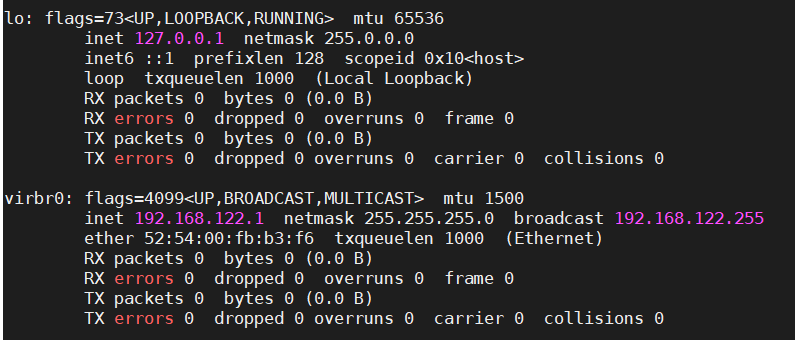 lo: flags=73<UP,LOOPBACK,RUNNING>  mtu 65536
        inet 127.0.0.1  netmask 255.0.0.0
        inet6 ::1  prefixlen 128  scopeid 0x10<host>
        loop  txqueuelen 1000  (Local Loopback)
        RX packets 0  bytes 0 (0.0 B)
        RX errors 0  dropped 0  overruns 0  frame 0
        TX packets 0  bytes 0 (0.0 B)
        TX errors 0  dropped 0 overruns 0  carrier 0  collisions 0

virbr0: flags=4099<UP,BROADCAST,MULTICAST>  mtu 1500
        inet 192.168.122.1  netmask 255.255.255.0  broadcast 192.168.122.255
        ether 52:54:00:fb:b3:f6  txqueuelen 1000  (Ethernet)
        RX packets 0  bytes 0 (0.0 B)
        RX errors 0  dropped 0  overruns 0  frame 0
        TX packets 0  bytes 0 (0.0 B)
        TX errors 0  dropped 0 overruns 0  carrier 0  collisions 0